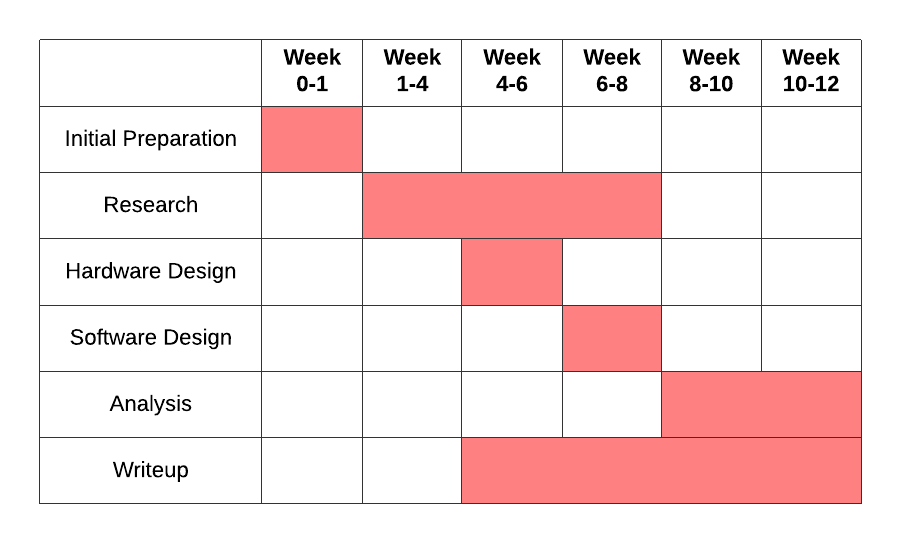 Week Week Week Week Week Week
0-1 1-4 4-6 6-8 8-10 10-12
Initial Preparation
Research
Hardware Design
Software Design
Analysis
Writeup